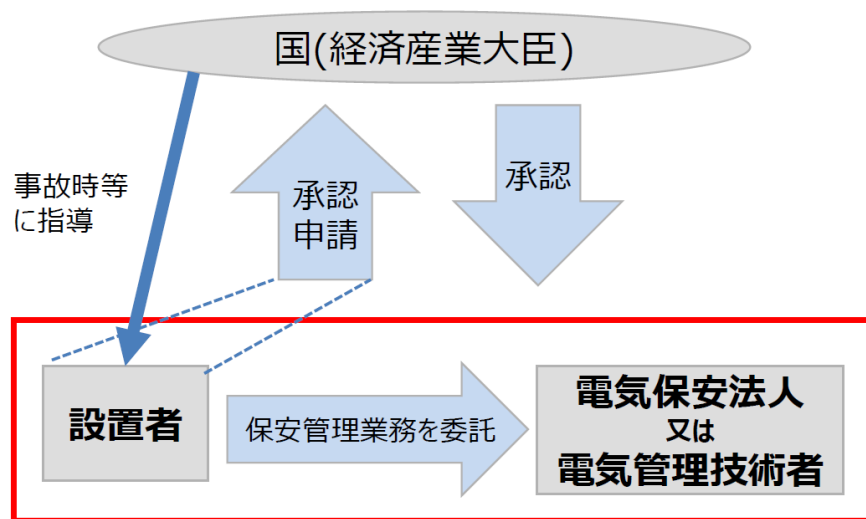 国(経済産業大臣)
事故時等
に指導
承認
申請
承認
設置者
保安管理業務を委託
電気保安法人
又は
電気管理技術者